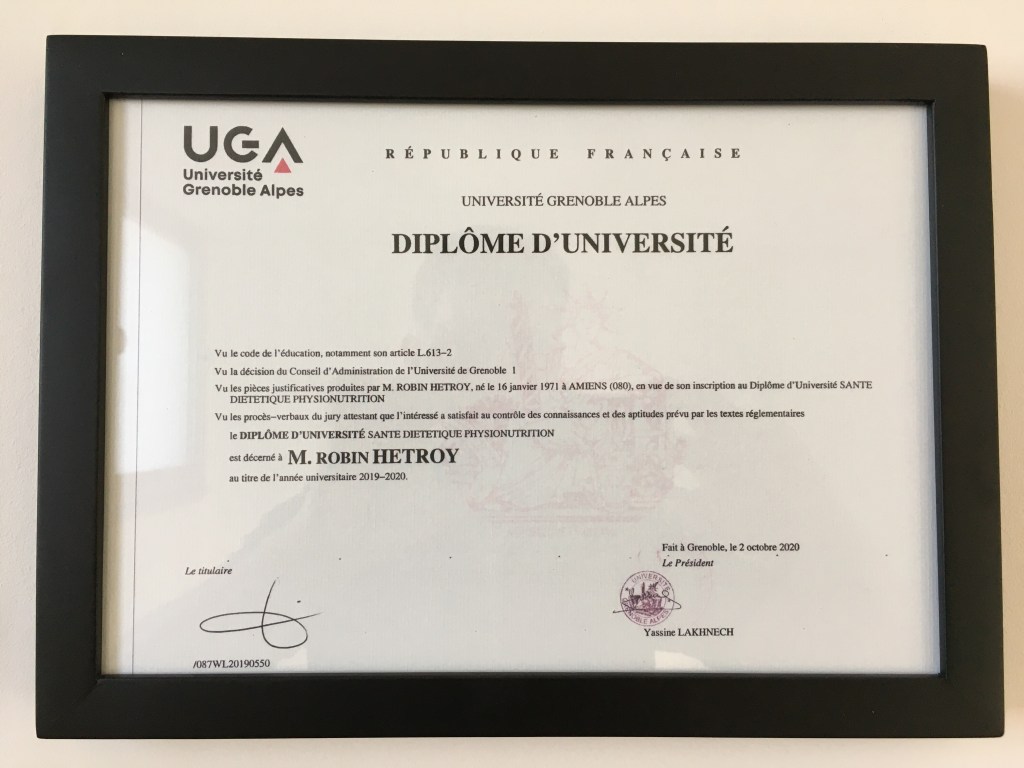 UGA
Université
Grenoble Alpes
RÉPUBLIQUE FRANÇAISE
UNIVERSITÉ GRENOBLE ALPES
DIPLÔME D'UNIVERSITÉ
Vu le code de l'éducation, notamment son article L.613–2
Vu la décision du Conseil d'Administration de l'Université de Grenoble 1
Vu les pièces justificatives produites par M. ROBIN HETROY, né le 16 janvier 1971 à AMIENS (080), en vue de son inscription au Diplôme d'Université SANTE
DIETETIQUE PHYSIONUTRITION
Vu les procès–verbaux du jury attestant que l'intéressé a satisfait au contrôle des connaissances et des aptitudes prévu par les textes réglementaires
le DIPLÔME D'UNIVERSITÉ SANTE DIETETIQUE PHYSIONUTRITION
est décerné à M. ROBIN HETROY
au titre de l'année universitaire 2019–2020.
Fait à Grenoble, le 2 octobre 2020
Le Président
Le titulaire
UNIVERSITÉ GRENOBLE ALPES
Yassine LAKHNECH
/087WL20190550